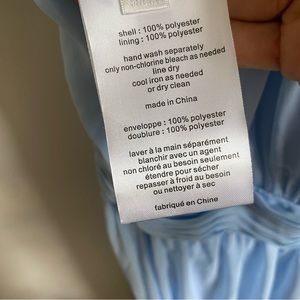 shell : 100% polyester
lining : 100% polyester
hand wash separately
only non-chlorine bleach as needed
line dry
cool iron as needed
or dry clean
made in China
enveloppe : 100% polyester
doublure : 100% polyester
laver à la main séparément
blanchir avec un agent
non chloré au besoin seulement
étendre pour sécher
repasser à froid au besoin
ou nettoyer à sec
fabriqué en Chine